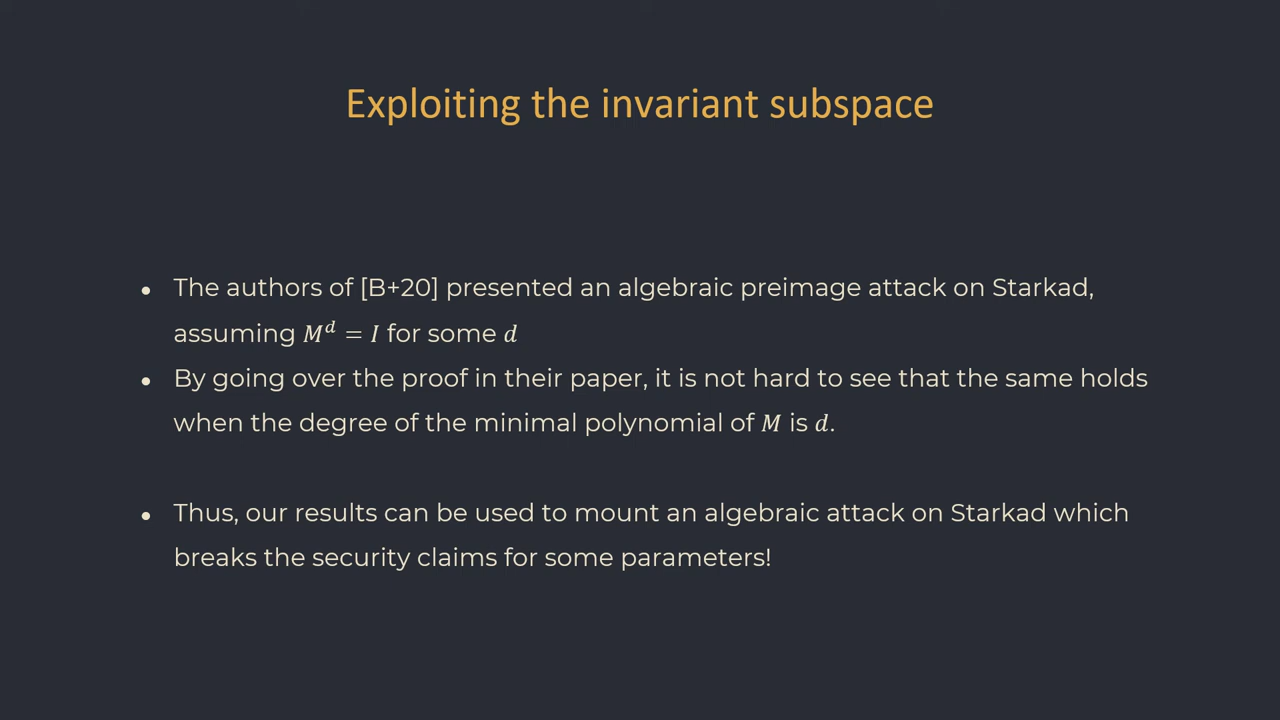 Exploiting the invariant subspace
• The authors of [B+20] presented an algebraic preimage attack on Starkad,
assuming M^d = I for some d
• By going over the proof in their paper, it is not hard to see that the same holds
when the degree of the minimal polynomial of M is d.
• Thus, our results can be used to mount an algebraic attack on Starkad which
breaks the security claims for some parameters!